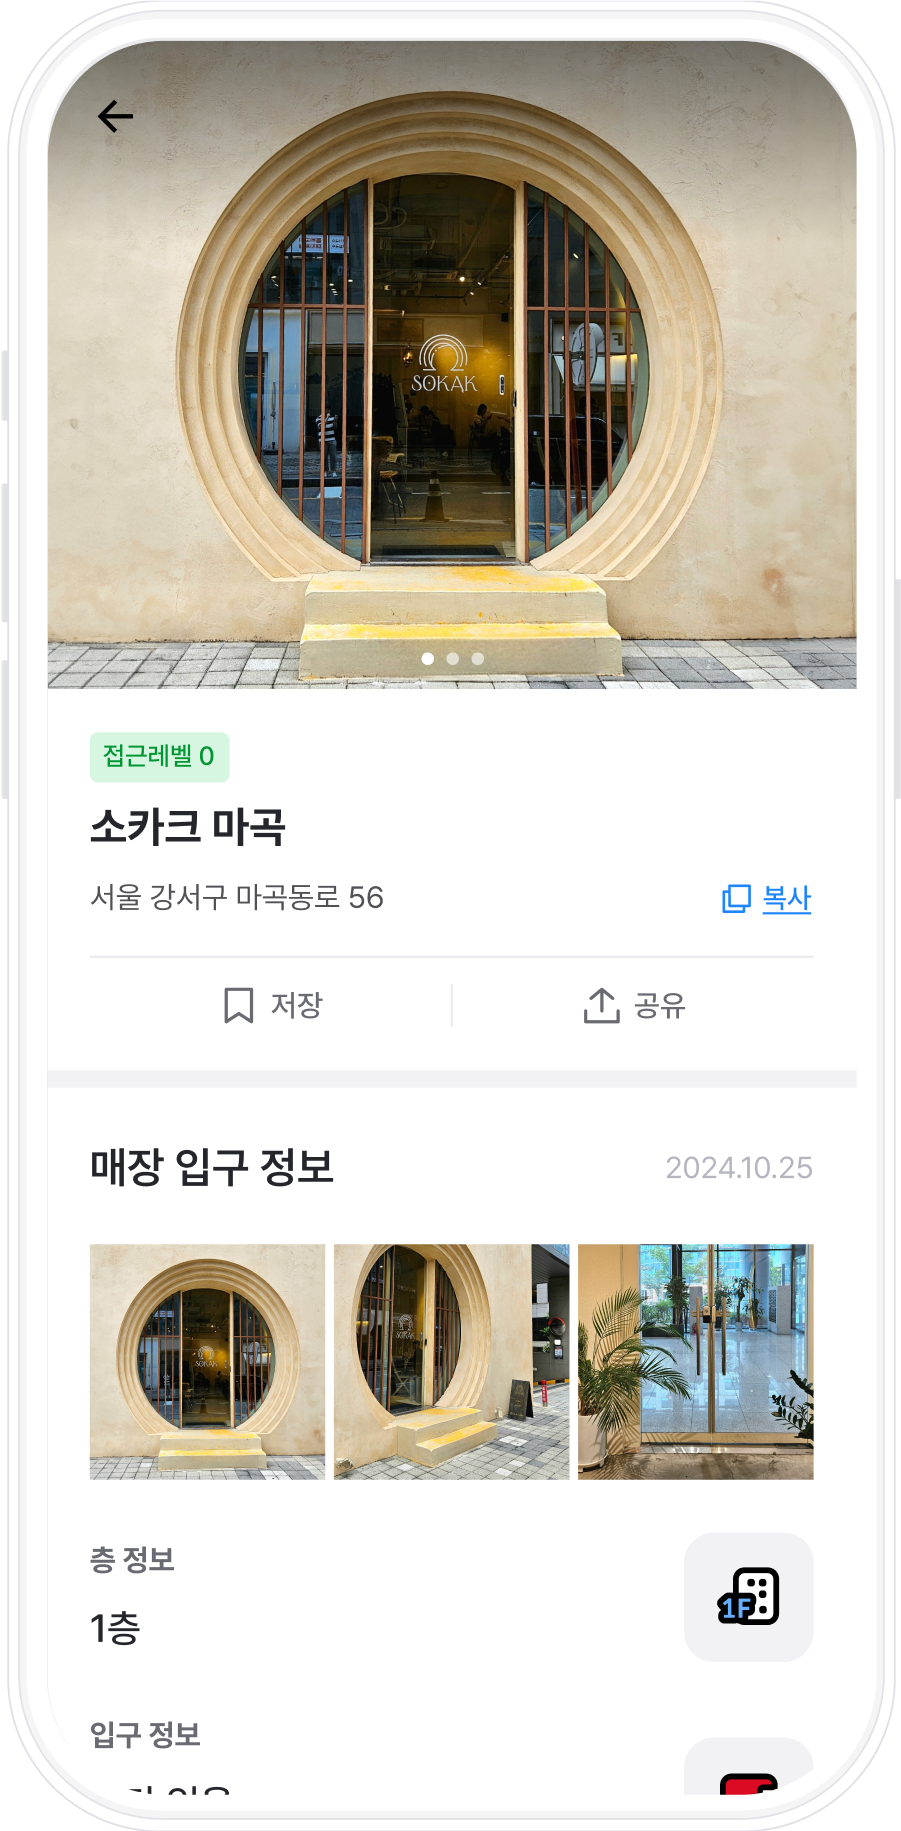 SOKAK
접근레벨 0
소카크 마곡
서울 강서구 마곡동로 56
복사
저장
공유
매장 입구 정보
2024.10.25
SOKAK
SOKAK
층 정보
1층
1F
입구 정보